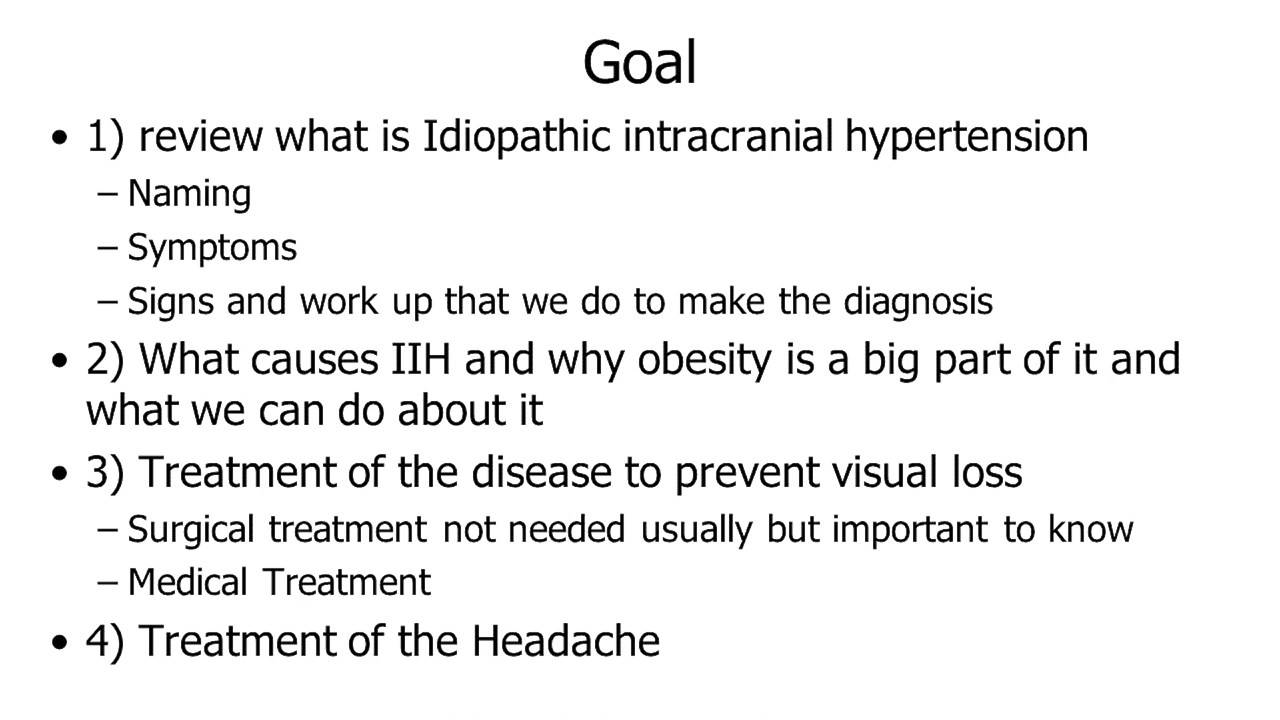 Goal
• 1) review what is Idiopathic intracranial hypertension
– Naming
– Symptoms
– Signs and work up that we do to make the diagnosis
• 2) What causes IIH and why obesity is a big part of it and
what we can do about it
• 3) Treatment of the disease to prevent visual loss
– Surgical treatment not needed usually but important to know
– Medical Treatment
• 4) Treatment of the Headache